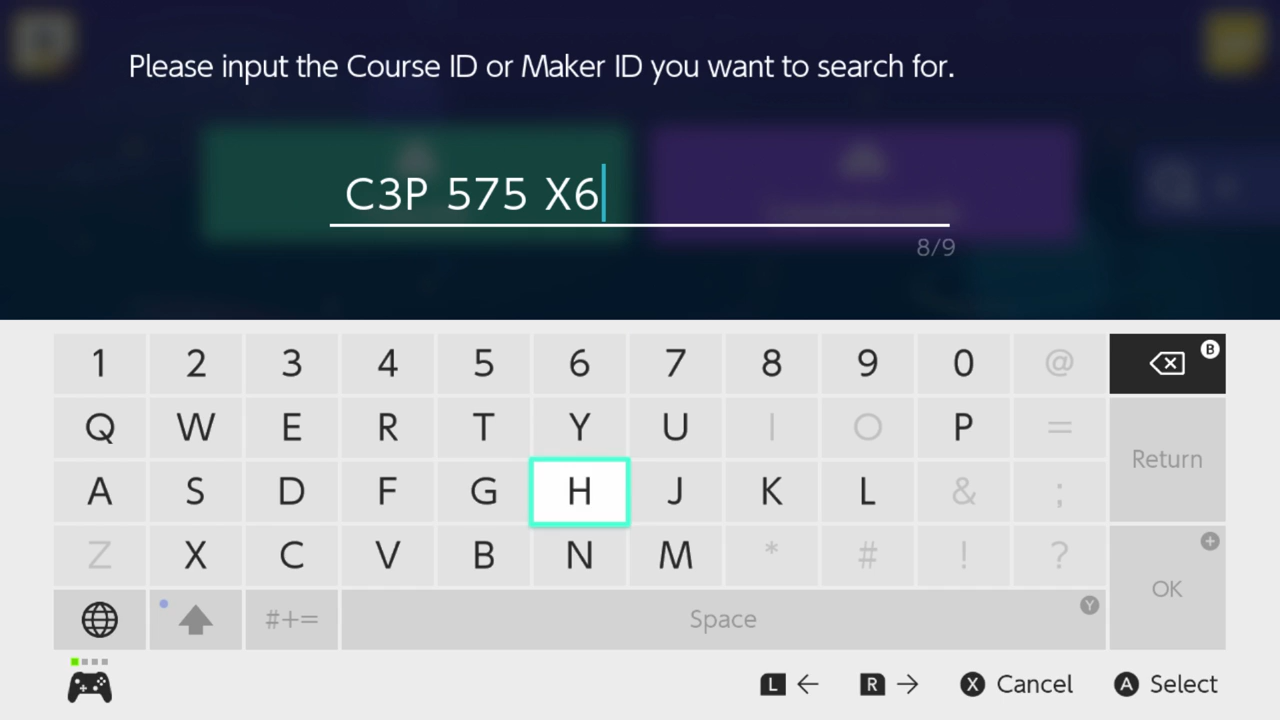 Please input the Course ID or Maker ID you want to search for.
C3P 575 X6
8/9
1 2 3 4 5 6 7 8 9 0 @ B
Q W E R T Y U I O P =
Return
A S D F G H J K L & ;
Z X C V B N M * # ! ? +
OK
#+= Space Y
L ← R → X Cancel A Select